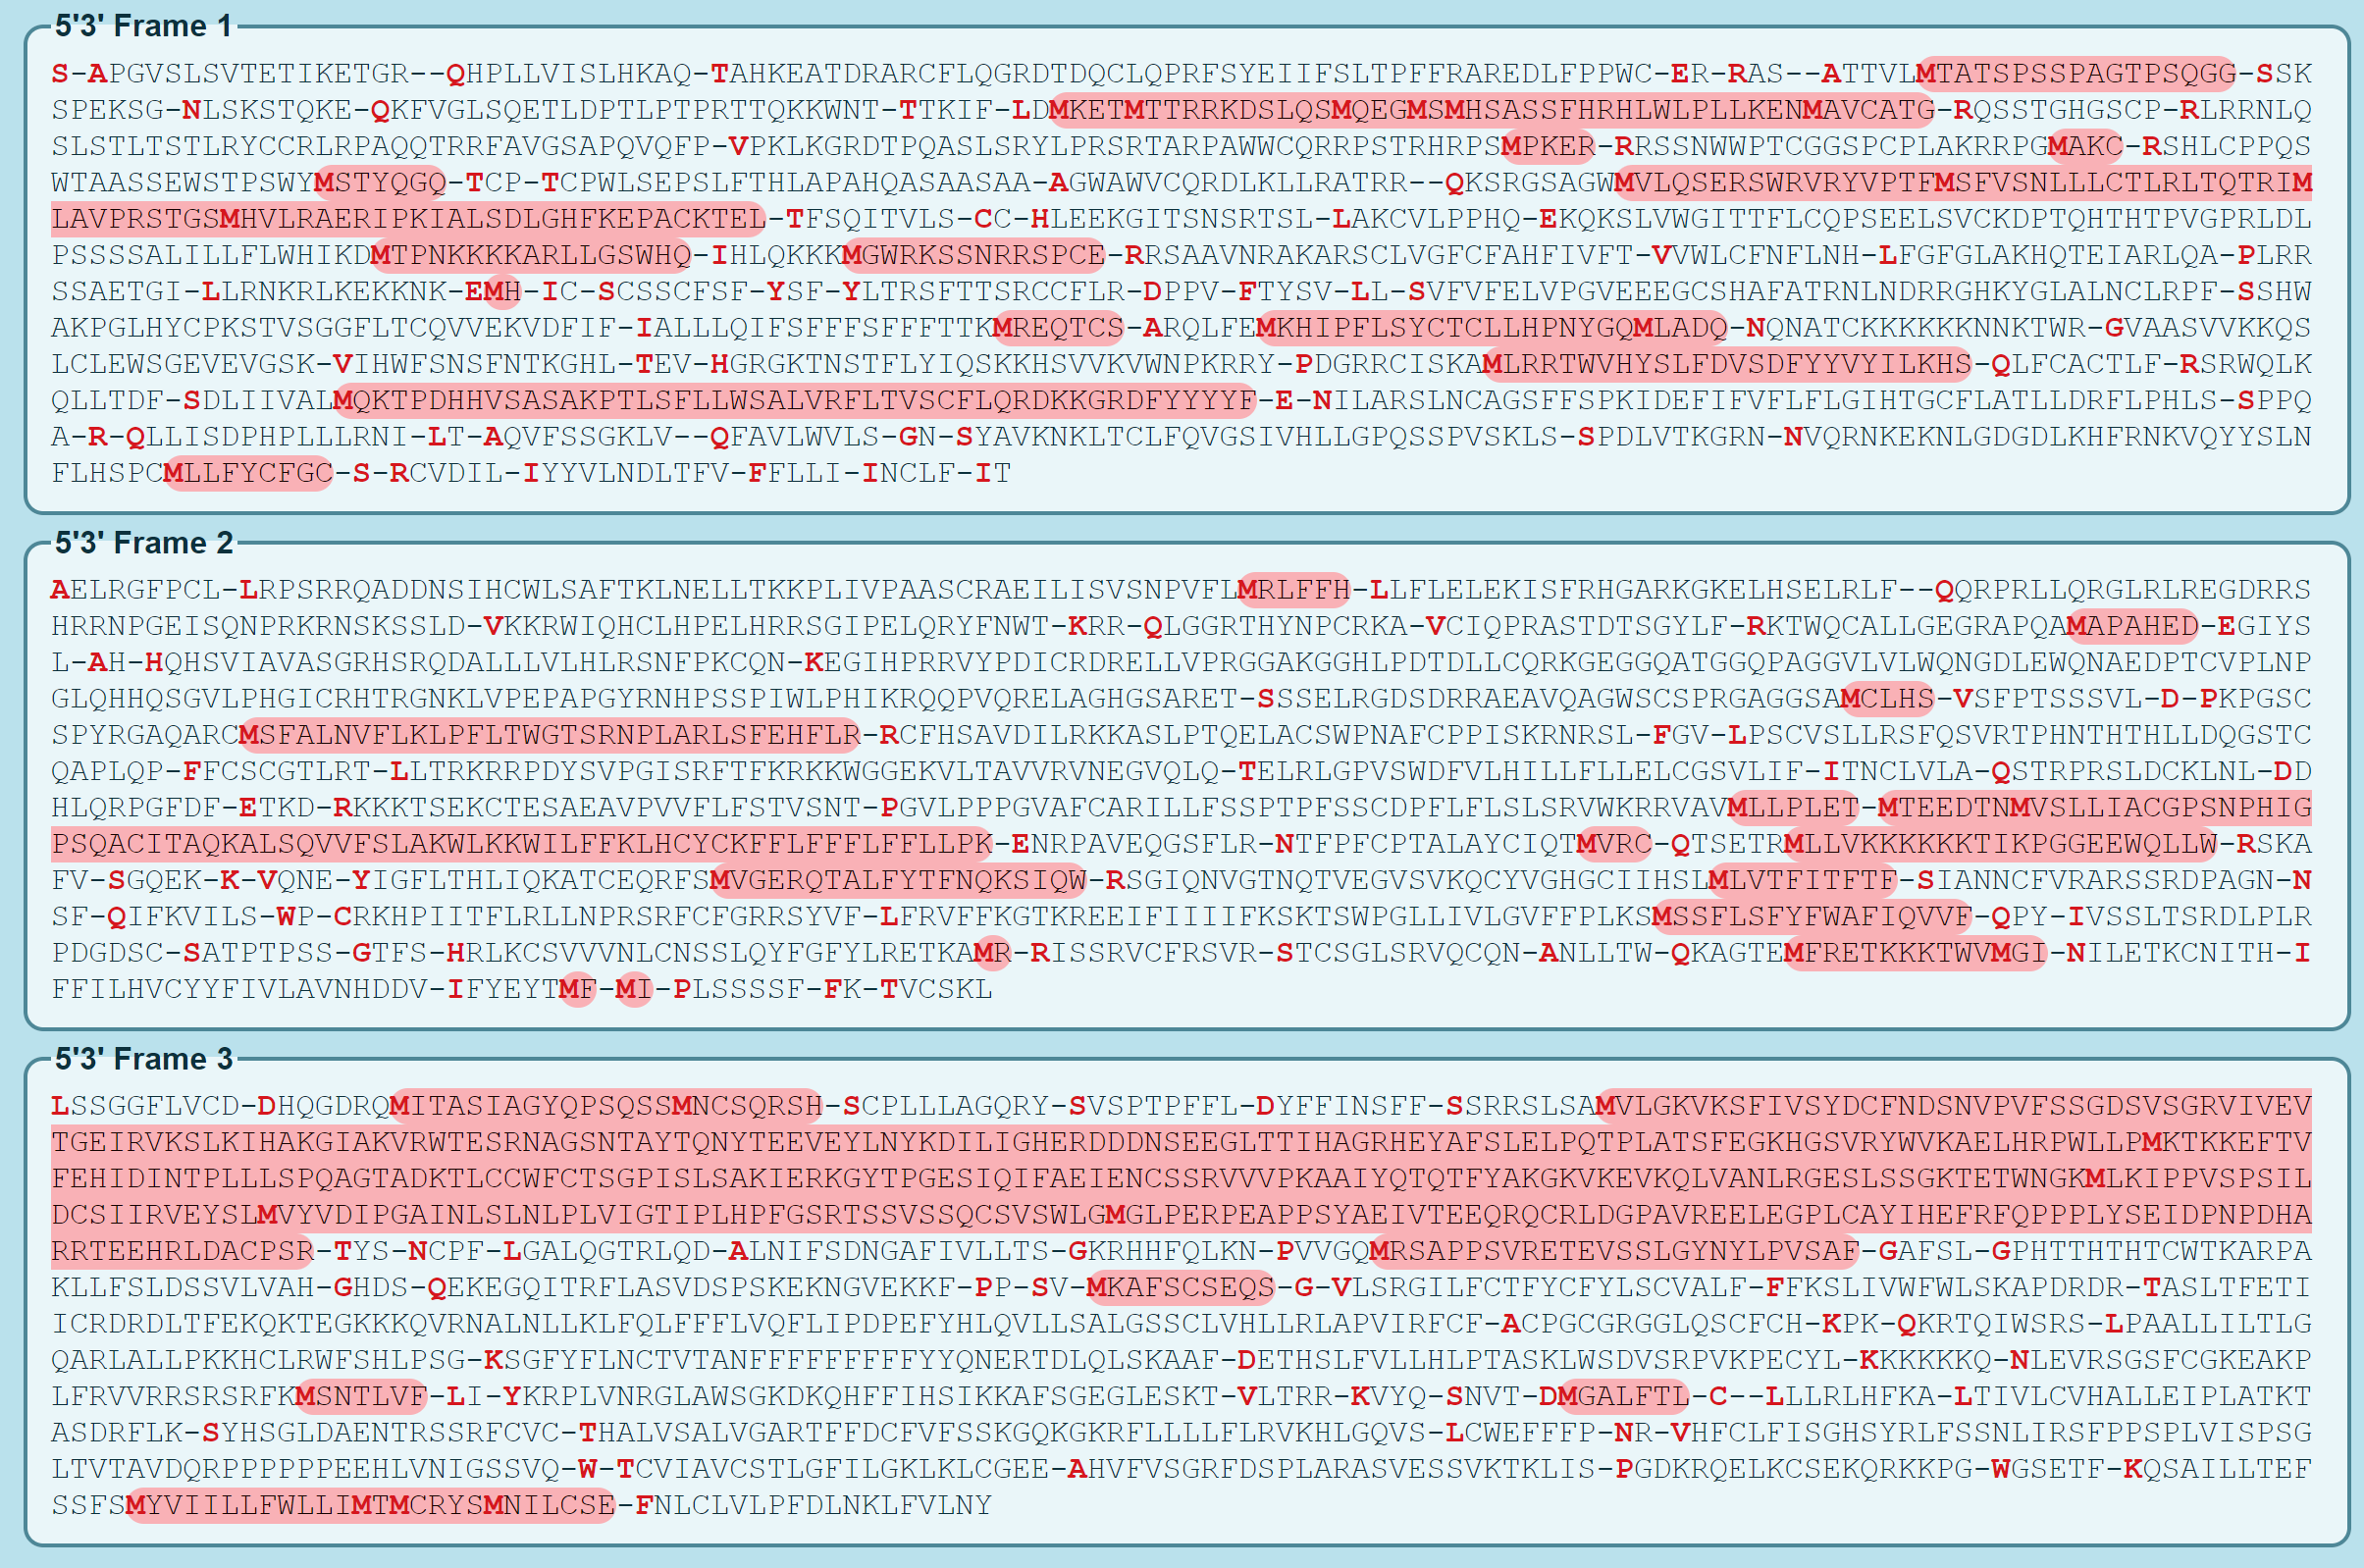 5'3' Frame 1
S-APGVSLSVTETIKETGR--QHPLLVISLHKAQ-TAHKEATDRARCFLQGRDTDQCLQPRFSYEIIFSLTPFFRAREDLFPPWC-ER-RAS--ATTVLMTATSPSSPAGTPSQGG-SSK
SPEKSG-NLSKSTQKE-QKFVGLSQETLDPTLPTPRTTQKKWNT-TTKIF-LDMKETMTTRRKDSLQSMQEGMSMHSASSFHRHLWLPLLKENMAVCATG-RQSSTGHGSCP-RLRRNLQ
SLSTLTSTLRYCCRLRPAQQTRRFAVGSAPQVQFP-VPKLKGRDTPQASLSRYLPRSRTARPAWWCQRRPSTRHRPSMPKER-RRSSNWWPTCGGSPCPLAKRRPGMAKC-RSHLCPPQS
WTAASSEWSTPSWYMSTYQGQ-TCP-TCPWLSEPSLFTHLAPAHQASAASAA-AGWAWVCQRDLKLLRATRR--QKSRGSAGWMVLQSERSWRVRYVPTFMSFVSNLLLCTLRLTQTRIM
LAVPRSTGSMHVLRAERIPKIALSDLGHFKEPACKTEL-TFSQITVLS-CC-HLEEKGITSNSRTSL-LAKCVLPPHQ-EKQKSLVWGITTFLCQPSEELSVCKDPTQHTHTPVGPRLDL
PSSSSALILLFLWHIKDMTPNKKKKARLLGSWHQ-IHLQKKKMGWRKSSNRRSPCE-RRSAAVNRAKARSCLVGFCFAHFIVFT-VVWLCFNFLNH-LFGFGLAKHQTEIARLQA-PLRR
SSAETGI-LLRNKRLKEKKNK-EMH-IC-SCSSCFSF-YSF-YLTRSFTTSRCCFLR-DPPV-FTYSV-LL-SVFVFELVPGVEEEGCSHAFATRNLNDRRGHKYGLALNCLRPF-SSHW
AKPGLHYCPKSTVSGGFLTCQVVEKVDFIF-IALLLQIFSFFFSFFFTTKMREQTCS-ARQLFEMKHIPFLSYCTCLLHPNYGQMLADQ-NQNATCKKKKKNNKTWR-GVAASVVKKQS
LCLEWSGEVEVGSK-VIHWFSNSFNTKGHL-TEV-HGRGKTNSTFLYIQSKKHSVVKVWNPKRRY-PDGRRCISKAMLRRTWVHYSLFDVSDFYYVYILKHS-QLFCACTLF-RSRWQLK
QLLTDF-SDLIIVALMQKTPDHHVSASAKPTLSFLLWSALVRFLTVSCFLQRDKKGRDFYYYYF-E-NILARSLNCAGSFFSPKIDEFIFVFLFLGIHTGCFLATLLDRFLPHLS-SPPQ
A-R-QLLISDPHPLLLRNI-LT-AQVFSSGKLV--QFAVLWVLS-GN-SYAVKNKLTCLFQVGSIVHLLGPQSSPVSKLS-SPDLVTKGRN-NVQRNKEKNLGDGDLKHFRNKVQYYSLN
FLHSPCMLLFYCFGC-S-RCVDIL-IYYVLNDLTFV-FFLLI-INCLF-IT
5'3' Frame 2
AELRGFPCL-LRPSRRQADDNSIHCWLSAFTKLNELLTKKPLIVPAASCRAEILISVSNPVFLMRLFFH-LLFLELEKISFRHGARKGKELHSELRLF--QQRPRLLQRGLRLREGDRRS
HRRNPGEISQNPRKRNSKSSLD-VKKRWIQHCLHPELHRRSGIPELQRYFNWT-KRR-QLGGRTHYNPCRKA-VCIQPRASTDTSGYLF-RKTWQCALLGEGRAPQAMAPAHED-EGIYS
L-AH-HQHSVIAVASGRHSRQDALLLVLHLRSNFPKCQN-KEGIHPRRVYPDICRDRELLVPRGGAKGGHLPDTDLLCQRKGEGGQATGGQPAGGVLVLWQNGDLEWQNAEDPTCVPLNP
GLQHHQSGVLPHGICRHTRGNKLVPEPAPGYRNHPSSPIWLPHIKRQQPVQRELAGHGSARET-SSSELRGDSDRRAEAVQAGWSCSPRGAGGSAMCLHS-VSFPTSSSVL-D-PKPGSC
SPYRGAQARCMSFALNVFLKLPFLTWGTSRNPLARLSFEHFLR-RCFHSAVDILRKKASLPTQELACSWPNAFCPPISKRNRSL-FGV-LPSCVSLLRSFQSVRTPHNTHTHLLDQGSTC
QAPLQP-FFCSCGTLRT-LLTRKRRPDYSVPGISRFTFKRKKWGGEKVLTAVVRVNEGVQLQ-TELRLGPVSWDFVLHILLFLLELCGSVLIF-ITNCLVLA-QSTRPRSLDCKLNL-DD
HLQRPGFDF-ETKD-RKKKTSEKCTESAEAVPVVFLFSTVSNT-PGVLPPPGVAFCARILLFSSPTPFSSCDPFLFLSLSRVWKRRVAVMLLPLET-MTEEDTNMVSLLIACGPSNPHIG
PSQACITAQKALSQVVFSLAKWLKKWILFFKLHCYCKFFLFFFLFFLLPK-ENRPAVEQGSFLR-NTFPFCPTALAYCIQTMVRC-QTSETRMLLVKKKKKTIKPGGEEWQLLW-RSKA
FV-SGQEK-K-VQNE-YIGFLTHLIQKATCEQRFSMVGERQTALFYTFNQKSIQW-RSGIQNVGTNQTVEGVSVKQCYVGHGCIIHSLMLVTFITFTF-SIANNCFVRARSSRDPAGN-N
SF-QIFKVILS-WP-CRKHPIITFLRLLNPRSRFCFGRRSYVF-LFRVFFKGTKREEIFIIIIFKSKTSWPGLLIVLGVFFPLKSMSSFLSFYFWAFIQVVF-QPY-IVSSLTSRDLPLR
PDGDSC-SATPTPSS-GTFS-HRLKCSVVVNLCNSSLQYFGFYLRETKAMR-RISSRVCFRSVR-STCSGLSRVQCQN-ANLLTW-QKAGTEMFRETKKKTWVMGI-NILETKCNITH-I
FFILHVCYYFIVLAVNHDDV-IFYEYTMF-MI-PLSSSSF-FK-TVCSKL
5'3' Frame 3
LSSGGFLVCD-DHQGDRQMITASIAGYQPSQSSMNCSQRSH-SCPLLLAGQRY-SVSPTPFFL-DYFFINSFF-SSRRSLSAMVLGKVKSFIVSYDCFNDSNVPVFSSGDSVSGRVIVEV
TGEIRVKSLKIHAKGIAKVRWTESRNAGSNTAYTQNYTEEVEYLNYKDILIGHERDDDNSEEGLTTIHAGRHEYAFSLELPQTPLATSFEGKHGSVRYWVKAELHRPWLLPMKTKKEFTV
FEHIDINTPLLLSPQAGTADKTLCCWFCTSGPISLSAKIERKGYTPGESIQIFAEIENCSSRVVVPKAAIYQTQTFYAKGKVKEVKQLVANLRGESLSSGKTETWNGKMLKIPPVSPSIL
DCSIIRVEYSLMVYVDIPGAINLSLNLPLVIGTIPLHPFGSRTSSVSSQCSVSWLGMGLPERPEAPPSYAEIVTEEQRQCRLDGPAVREELEGPLCAYIHEFRFQPPPLYSEIDPNPDHA
RRTEEHRLDACPSR-TYS-NCPF-LGALQGTRLQD-ALNIFSDNGAFIVLLTS-GKRHHFQLKN-PVVGQMRSAPPSVRETEVSSLGYNYLPVSAF-GAFSL-GPHTTHTHTCWTKARPA
KLLFSLDSSVLVAH-GHDS-QEKEGQITRFLASVDSPSKEKNGVEKKF-PP-SV-MKAFSCSEQS-G-VLSRGILFCTFYCFYLSCVALF-FFKSLIVWFWLSKAPDRDR-TASLTFETI
ICRDRDLTFEKQKTEGKKKQVRNALNLLKLFQLFFFLVQFLIPDPEFYHLQVLLSALGSSCLVHLLRLAPVIRFCF-ACPGCGRGGLQSCFCH-KPK-QKRTQIWSRS-LPAALLILTLG
QARLALLPKKHCLRWFSHLPSG-KSGFYFLNCTVTANFFFFFFFFYYQNERTDLQLSKAAF-DETHSLFVLLHLPTASKLWSDVSRPVKPECYL-KKKKKQ-NLEVRSGSFCGKEAKP
LFRVVRRSRSRFKMSNTLVF-LI-YKRPLVNRGLAWSGKDKQHFFIHSIKKAFSGEGLESKT-VLTRR-KVYQ-SNVT-DMGALFTL-C--LLLRLHFKA-LTIVLCVHALLEIPLATKT
ASDRFLK-SYHSGLDAENTRSSRFCVC-THALVSALVGARTFFDCFVFSSKGQKGKRFLLLLFLRVKHLGQVS-LCWEFFFP-NR-VHFCLFISGHSYRLFSSNLIRSFPPSPLVISPSG
LTVTAVDQRPPPPPPEEHLVNIGSSVQ-W-TCVIAVCSTLGFILGKLKLCGEE-AHVFVSGRFDSPLARASVESSVKTKLIS-PGDKRQELKCSEKQRKKPG-WGSETF-KQSAILLTEF
SSFSMYVIILLFWLLIMTMCRYSMNILCSE-FNLCLVLPFDLNKLFVLNY